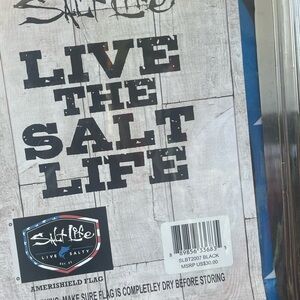 Salt Life
LIVE
THE
SALT
LIFE
Salt Life
LIVE SALTY
AMERISHIELD FLAG
SLBT2007 BLACK
MSRP US$30.00
MAKE SURE FLAG IS COMPLETLEY DRY BEFORE STORING